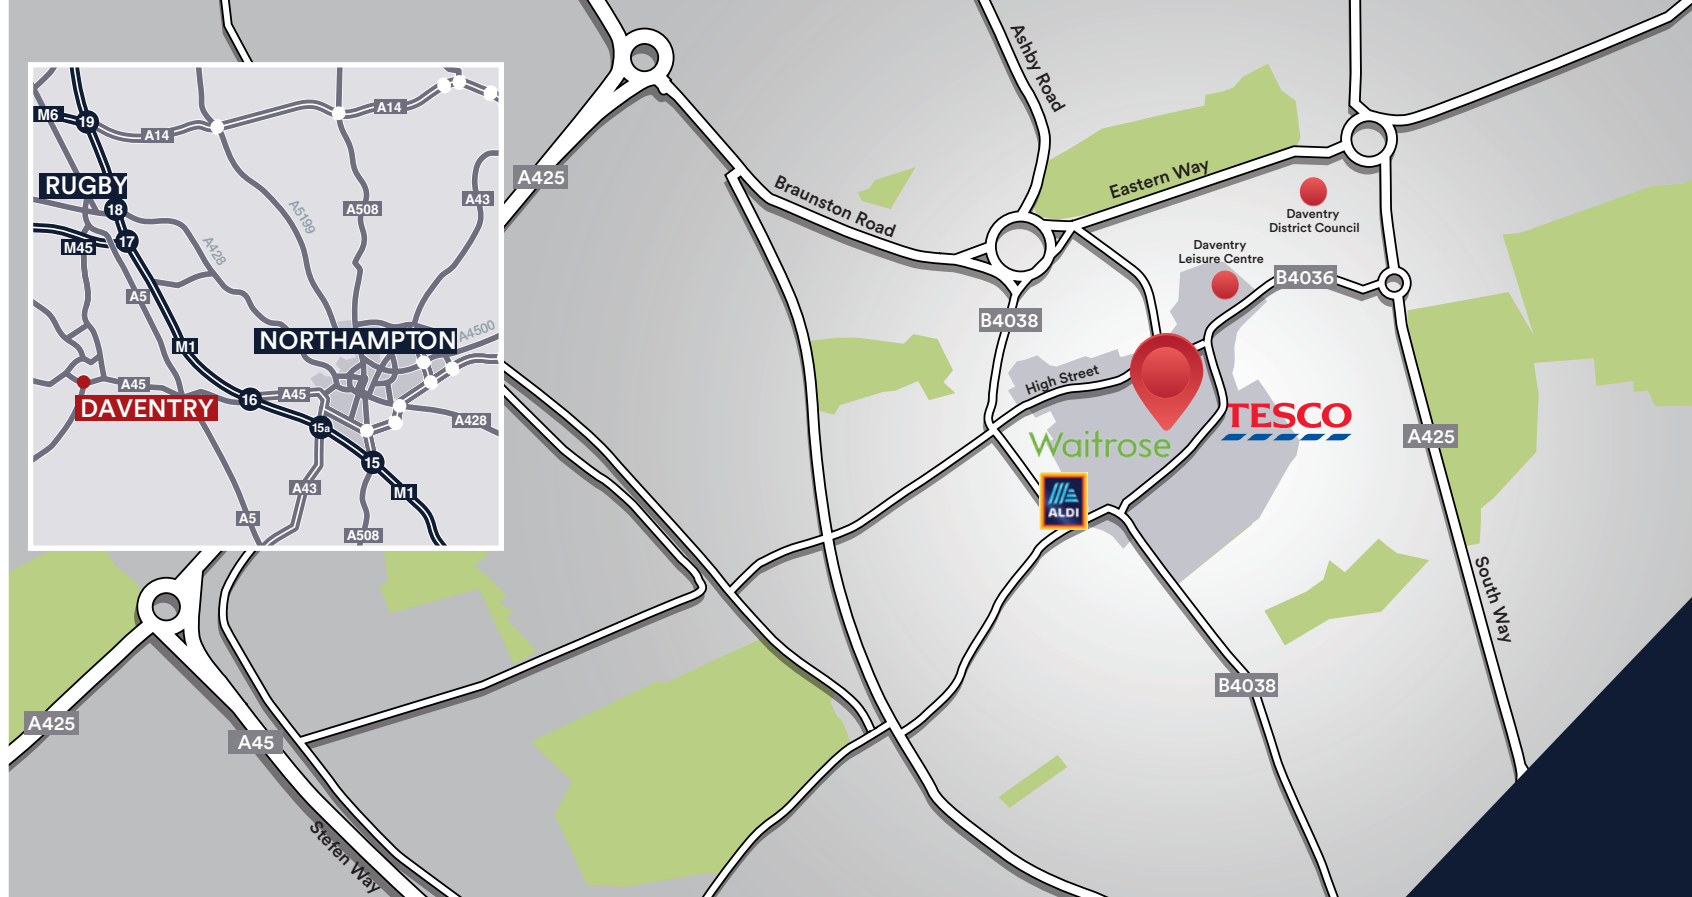 M6
19
A14
A14
RUGBY
18
A508
A43
A5199
A428
M45
17
A5
M1
NORTHAMPTON
A4500
A45
DAVENTRY
16
A45
15a
A428
15
A43
M1
A5
A508
A425
Ashby Road
Braunston Road
Eastern Way
Daventry
District Council
Daventry
Leisure Centre
B4036
B4038
High Street
Waitrose
TESCO
ALDI
A425
South Way
B4038
A425
A45
Stefen Way